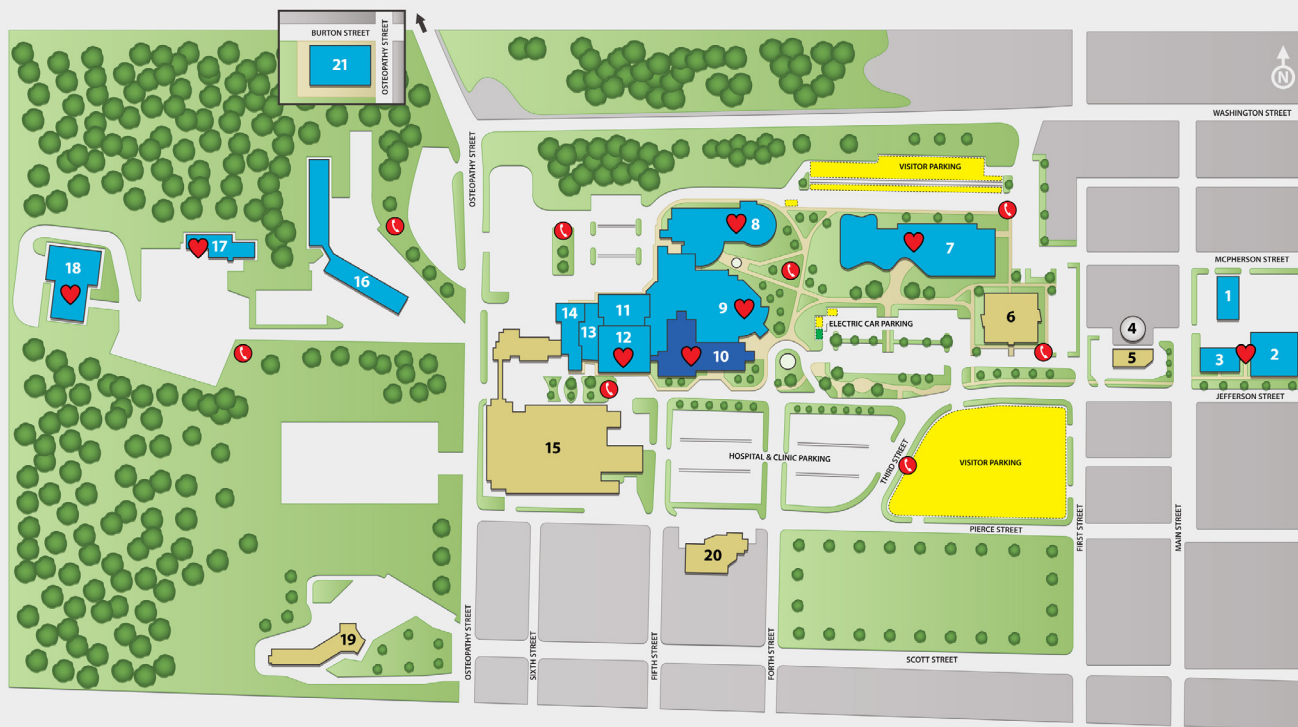 BURTON STREET
OSTEOPATHY STREET
21
N
WASHINGTON STREET
OSTEOPATHY STREET
VISITOR PARKING
17
18
16
8
7
MCPHERSON STREET
1
14
11
13
12
9
10
ELECTRIC CAR PARKING
6
4
5
3
2
JEFFERSON STREET
15
HOSPITAL & CLINIC PARKING
THIRD STREET
VISITOR PARKING
PIERCE STREET
FIRST STREET
MAIN STREET
20
19
OSTEOPATHY STREET
SIXTH STREET
FIFTH STREET
FORTH STREET
SCOTT STREET